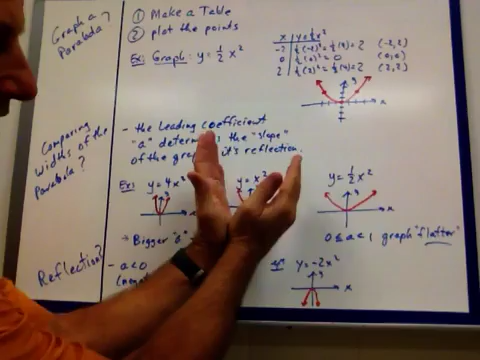 Graph a
Parabola?
① Make a Table
② plot the points
Ex: Graph: y = ½ x²
x | y = ½x²
-2 | ½(-2)² = ½(4) = 2 (-2,2)
0 | ½(0)² = 0 (0,0)
2 | ½(2)² = ½(4) = 2 (2,2)
y
x
Comparing
widths of the
Parabola?
- the leading coefficient
"a" the "slope"
of the it's reflection.
Ex: y = 4x²
y = x²
y = ½x²
y
x
→ Bigger "a"
0 ≤ a < 1 graph "flatter"
Reflection?
- a < 0
y = -2x²
y
x